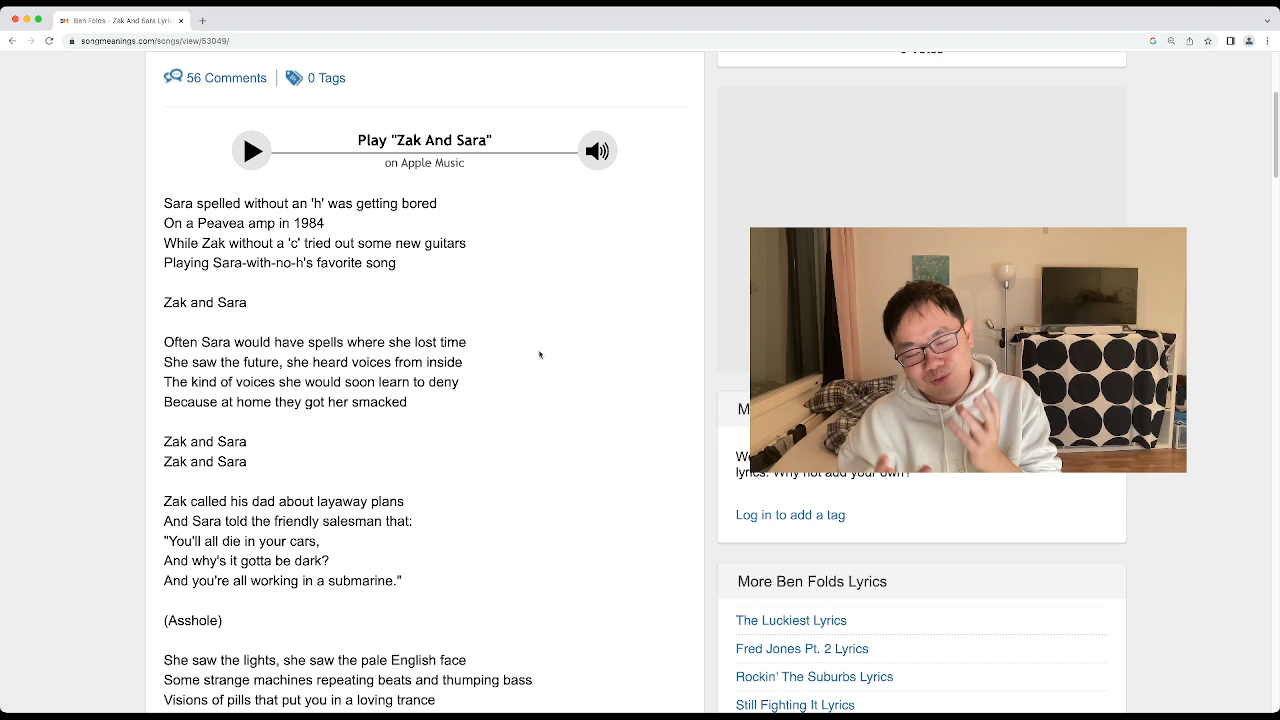 Ben Folds - Zak And Sara Lyric
songmeanings.com/songs/view/53049/
56 Comments
0 Tags
Play "Zak And Sara"
on Apple Music
Sara spelled without an 'h' was getting bored
On a Peavea amp in 1984
While Zak without a 'c' tried out some new guitars
Playing Sara-with-no-h's favorite song
Zak and Sara
Often Sara would have spells where she lost time
She saw the future, she heard voices from inside
The kind of voices she would soon learn to deny
Because at home they got her smacked
Zak and Sara
Zak and Sara
Zak called his dad about layaway plans
And Sara told the friendly salesman that:
"You'll all die in your cars,
And why's it gotta be dark?
And you're all working in a submarine."
(Asshole)
She saw the lights, she saw the pale English face
Some strange machines repeating beats and thumping bass
Visions of pills that put you in a loving trance
Log in to add a tag
More Ben Folds Lyrics
The Luckiest Lyrics
Fred Jones Pt. 2 Lyrics
Rockin' The Suburbs Lyrics
Still Fighting It Lyrics